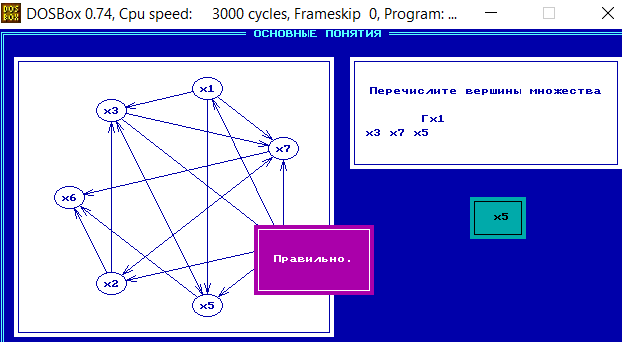 DOSBox 0.74, Cpu speed: 3000 cycles, Frameskip 0, Program: ...
ОСНОВНЫЕ ПОНЯТИЯ
Перечислите вершины множества
Гx1
x3 x7 x5
x1
x3
x7
x6
x5
Правильно.
x2
x5